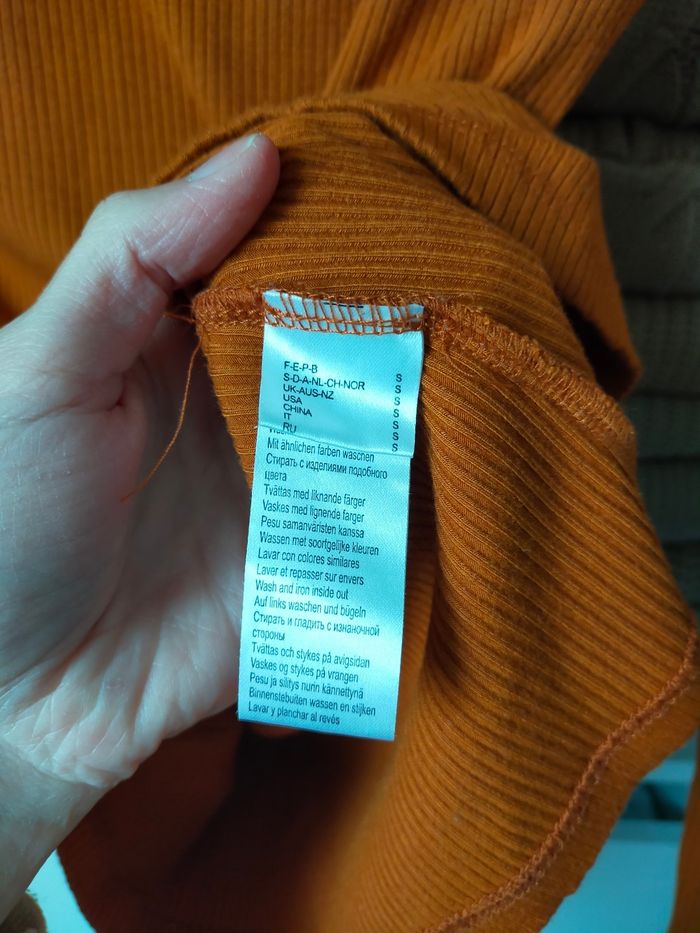 F-E-P-B S
S-D-A-NL-CH-NOR S
UK-AUS-NZ S
USA S
CHINA S
IT S
RU S
Mit ähnlichen farben waschen
Стирать с изделиями подобного
цвета
Tvättas med liknande färger
Vaskes med lignende farger
Pesu samanväristen kanssa
Wassen met soortgelijke kleuren
Lavar con colores similares
Laver et repasser sur envers
Wash and iron inside out
Auf links waschen und bügeln
Стирать и гладить с изнаночной
стороны
Tvättas och stykes på avigsidan
Vaskes og stykes på vrangen
Pesu ja silitys nurin kännettynä
Binnenstebuiten wassen en stijken
Lavar y planchar al revés